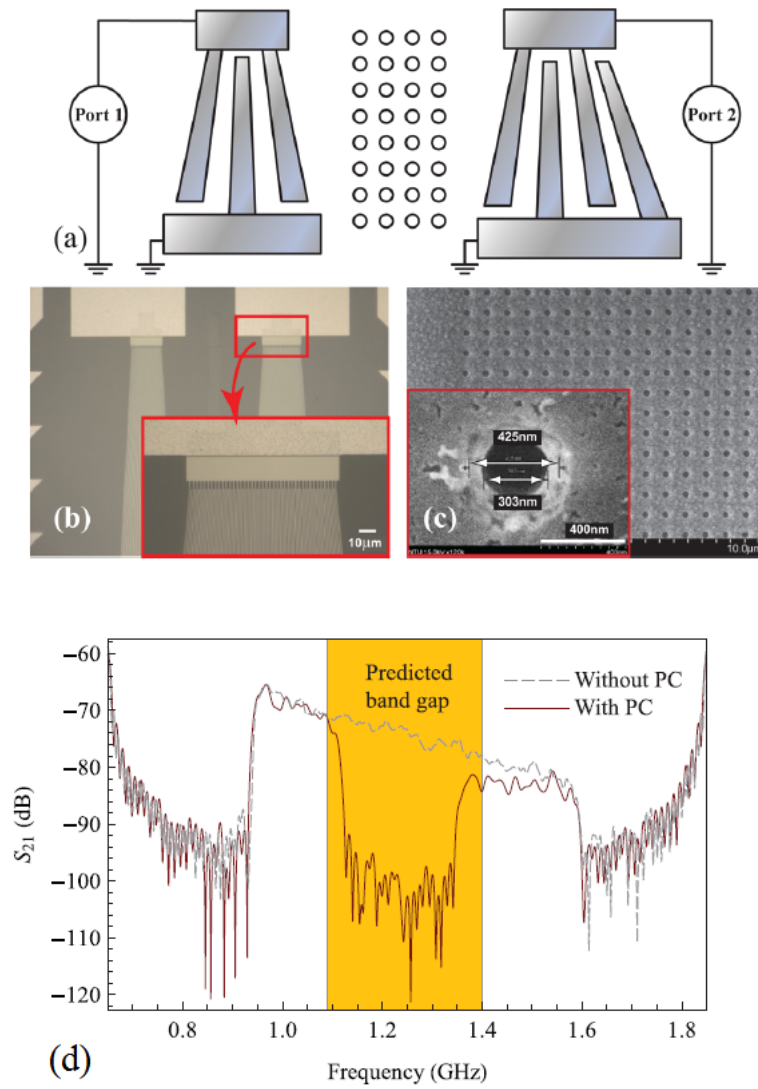 Port 1
Port 2
(a)
(b)
10μm
425nm
303nm
400nm
(c)
10.0μm
−60
−70
−80
−90
−100
−110
−120
S21 (dB)
Predicted
band gap
Without PC
With PC
0.8
1.0
1.2
1.4
1.6
1.8
Frequency (GHz)
(d)